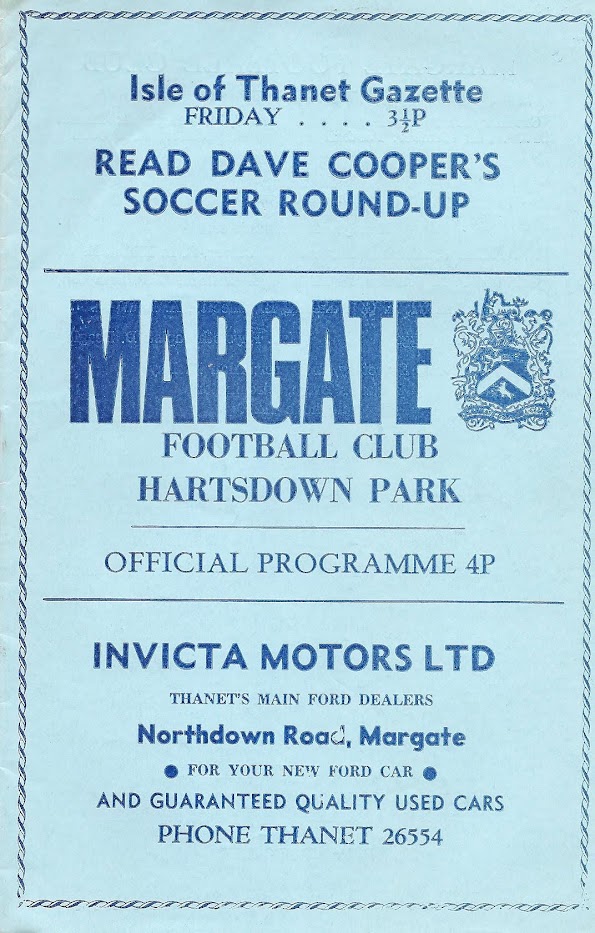 Isle of Thanet Gazette
FRIDAY . . . . 3½P
READ DAVE COOPER'S
SOCCER ROUND-UP
MARGATE
FOOTBALL CLUB
HARTSDOWN PARK
OFFICIAL PROGRAMME 4P
INVICTA MOTORS LTD
THANET'S MAIN FORD DEALERS
Northdown Road, Margate
● FOR YOUR NEW FORD CAR ●
AND GUARANTEED QUALITY USED CARS
PHONE THANET 26554